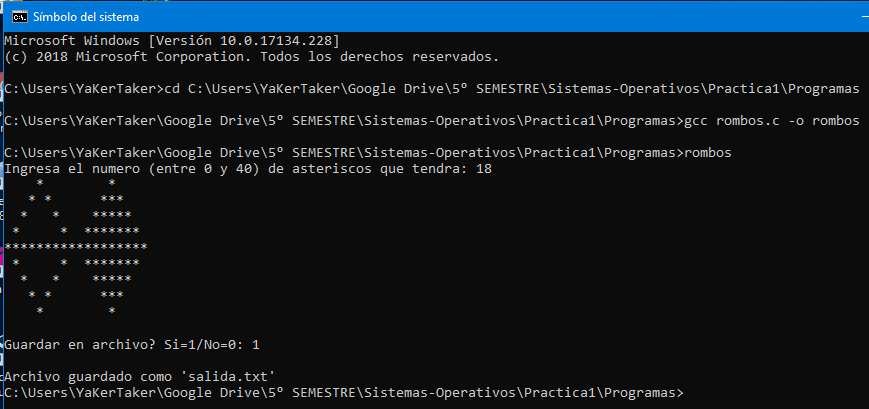 Símbolo del sistema
Microsoft Windows [Versión 10.0.17134.228]
(c) 2018 Microsoft Corporation. Todos los derechos reservados.
C:\Users\YaKerTaker>cd C:\Users\YaKerTaker\Google Drive\5º SEMESTRE\Sistemas-Operativos\Practica1\Programas
C:\Users\YaKerTaker\Google Drive\5º SEMESTRE\Sistemas-Operativos\Practica1\Programas>gcc rombos.c -o rombos
C:\Users\YaKerTaker\Google Drive\5º SEMESTRE\Sistemas-Operativos\Practica1\Programas>rombos
Ingresa el numero (entre 0 y 40) de asteriscos que tendra: 18
    *        *
   * *      ***
  *   *    *****
 *     *  *******
******************
 *     *  *******
  *   *    *****
   * *      ***
    *        *
Guardar en archivo? Si=1/No=0: 1
Archivo guardado como 'salida.txt'
C:\Users\YaKerTaker\Google Drive\5º SEMESTRE\Sistemas-Operativos\Practica1\Programas>